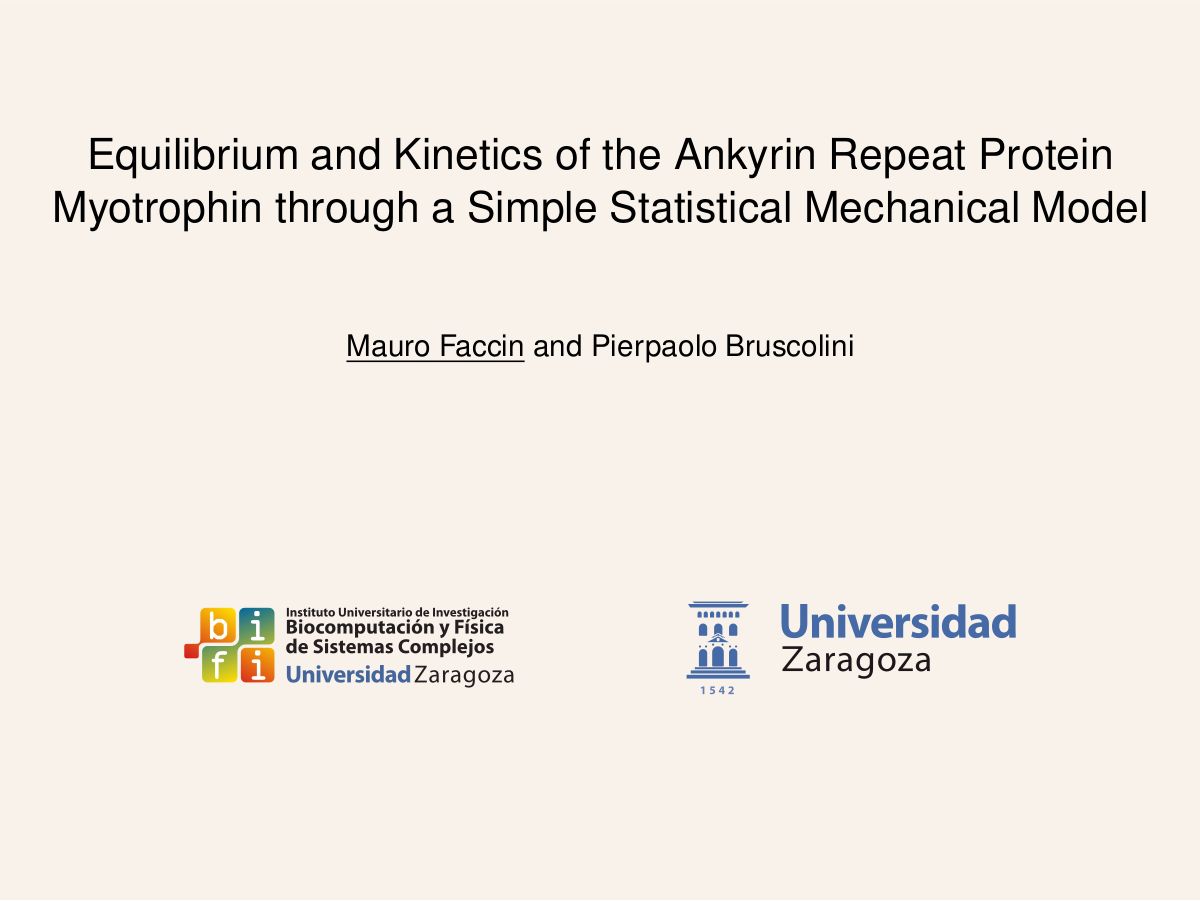 Equilibrium and Kinetics of the Ankyrin Repeat Protein
Myotrophin through a Simple Statistical Mechanical Model
Mauro Faccin and Pierpaolo Bruscolini
bifi
Instituto Universitario de Investigación
Biocomputación y Física
de Sistemas Complejos
Universidad Zaragoza
1542
Universidad
Zaragoza